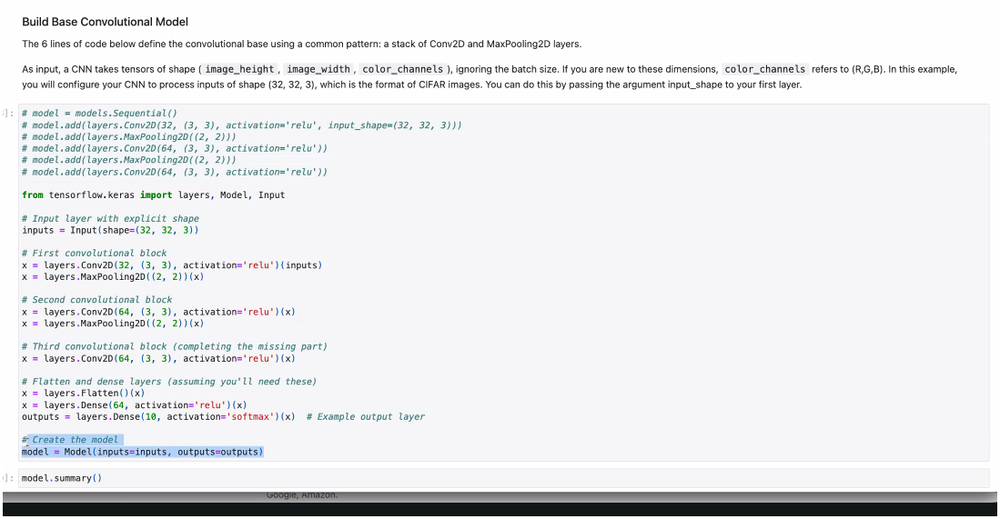 Build Base Convolutional Model
The 6 lines of code below define the convolutional base using a common pattern: a stack of Conv2D and MaxPooling2D layers.
As input, a CNN takes tensors of shape ( image_height , image_width , color_channels ), ignoring the batch size. If you are new to these dimensions, color_channels refers to (R,G,B). In this example,
you will configure your CNN to process inputs of shape (32, 32, 3), which is the format of CIFAR images. You can do this by passing the argument input_shape to your first layer.
]: # model = models.Sequential()
# model.add(layers.Conv2D(32, (3, 3), activation='relu', input_shape=(32, 32, 3)))
# model.add(layers.MaxPooling2D((2, 2)))
# model.add(layers.Conv2D(64, (3, 3), activation='relu'))
# model.add(layers.MaxPooling2D((2, 2)))
# model.add(layers.Conv2D(64, (3, 3), activation='relu'))
from tensorflow.keras import layers, Model, Input
# Input layer with explicit shape
inputs = Input(shape=(32, 32, 3))
# First convolutional block
x = layers.Conv2D(32, (3, 3), activation='relu')(inputs)
x = layers.MaxPooling2D((2, 2))(x)
# Second convolutional block
x = layers.Conv2D(64, (3, 3), activation='relu')(x)
x = layers.MaxPooling2D((2, 2))(x)
# Third convolutional block (completing the missing part)
x = layers.Conv2D(64, (3, 3), activation='relu')(x)
# Flatten and dense layers (assuming you'll need these)
x = layers.Flatten()(x)
x = layers.Dense(64, activation='relu')(x)
outputs = layers.Dense(10, activation='softmax')(x)  # Example output layer
# Create the model
model = Model(inputs=inputs, outputs=outputs)
]: model.summary()
Google, Amazon.